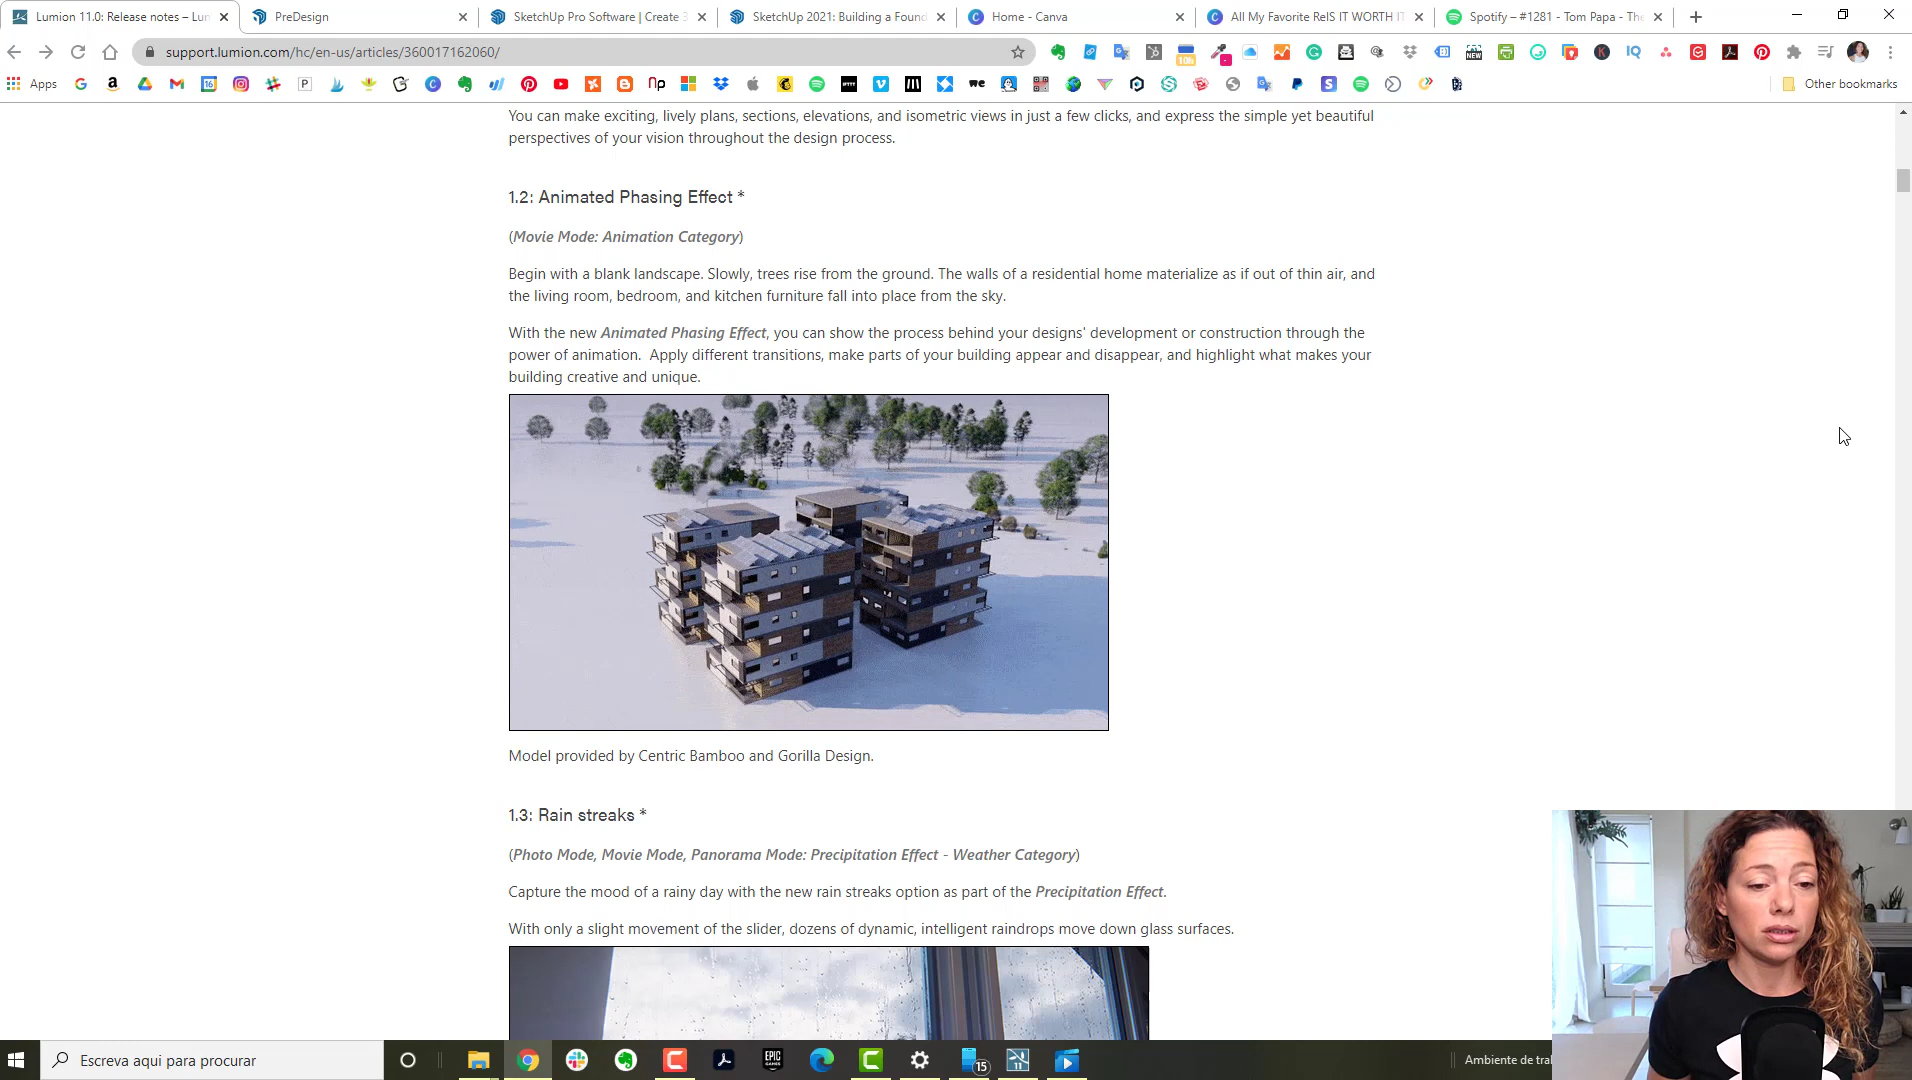 Lumion 11.0: Release notes – Lun
PreDesign
SketchUp Pro Software | Create 3
SketchUp 2021: Building a Found
Home - Canva
All My Favorite RelS IT WORTH IT
Spotify – #1281 - Tom Papa - The
support.lumion.com/hc/en-us/articles/360017162060/
Apps
Other bookmarks
You can make exciting, lively plans, sections, elevations, and isometric views in just a few clicks, and express the simple yet beautiful
perspectives of your vision throughout the design process.
1.2: Animated Phasing Effect *
(Movie Mode: Animation Category)
Begin with a blank landscape. Slowly, trees rise from the ground. The walls of a residential home materialize as if out of thin air, and
the living room, bedroom, and kitchen furniture fall into place from the sky.
With the new Animated Phasing Effect, you can show the process behind your designs' development or construction through the
power of animation. Apply different transitions, make parts of your building appear and disappear, and highlight what makes your
building creative and unique.
Model provided by Centric Bamboo and Gorilla Design.
1.3: Rain streaks *
(Photo Mode, Movie Mode, Panorama Mode: Precipitation Effect - Weather Category)
Capture the mood of a rainy day with the new rain streaks option as part of the Precipitation Effect.
With only a slight movement of the slider, dozens of dynamic, intelligent raindrops move down glass surfaces.
Escreva aqui para procurar
EPIC
GAMES
15
11
Ambiente de tral